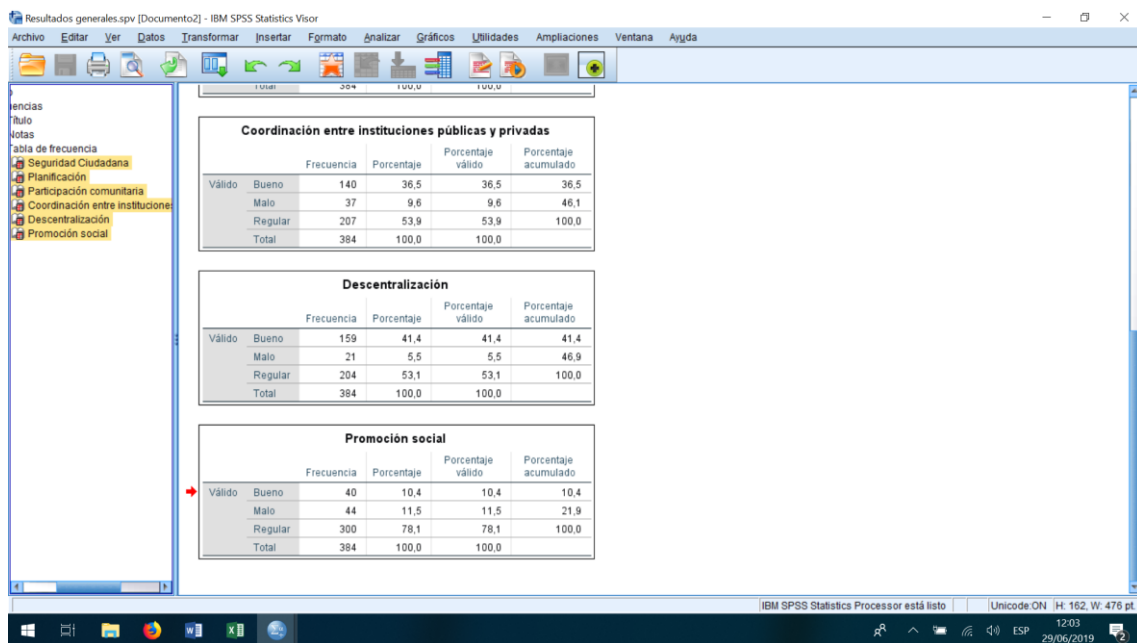 Resultados generales.spv [Documento2] - IBM SPSS Statistics Visor
Archivo Editar Ver Datos Transformar Insertar Formato Analizar Gráficos Utilidades Ampliaciones Ventana Ayuda
iencias
Título
Notas
Tabla de frecuencia
Seguridad Ciudadana
Planificación
Participación comunitaria
Coordinación entre instituciones
Descentralización
Promoción social
Total 384 100,0 100,0
Coordinación entre instituciones públicas y privadas
Frecuencia Porcentaje Porcentaje válido Porcentaje acumulado
Válido Bueno 140 36,5 36,5 36,5
Malo 37 9,6 9,6 46,1
Regular 207 53,9 53,9 100,0
Total 384 100,0 100,0
Descentralización
Frecuencia Porcentaje Porcentaje válido Porcentaje acumulado
Válido Bueno 159 41,4 41,4 41,4
Malo 21 5,5 5,5 46,9
Regular 204 53,1 53,1 100,0
Total 384 100,0 100,0
Promoción social
Frecuencia Porcentaje Porcentaje válido Porcentaje acumulado
Válido Bueno 40 10,4 10,4 10,4
Malo 44 11,5 11,5 21,9
Regular 300 78,1 78,1 100,0
Total 384 100,0 100,0
IBM SPSS Statistics Processor está listo Unicode:ON H: 162, W: 476 pt.
ESP 12:03
29/06/2019